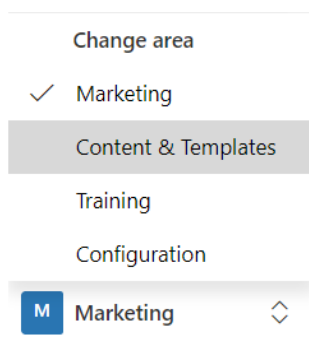 Change area
Marketing
Content & Templates
Training
Configuration
M Marketing